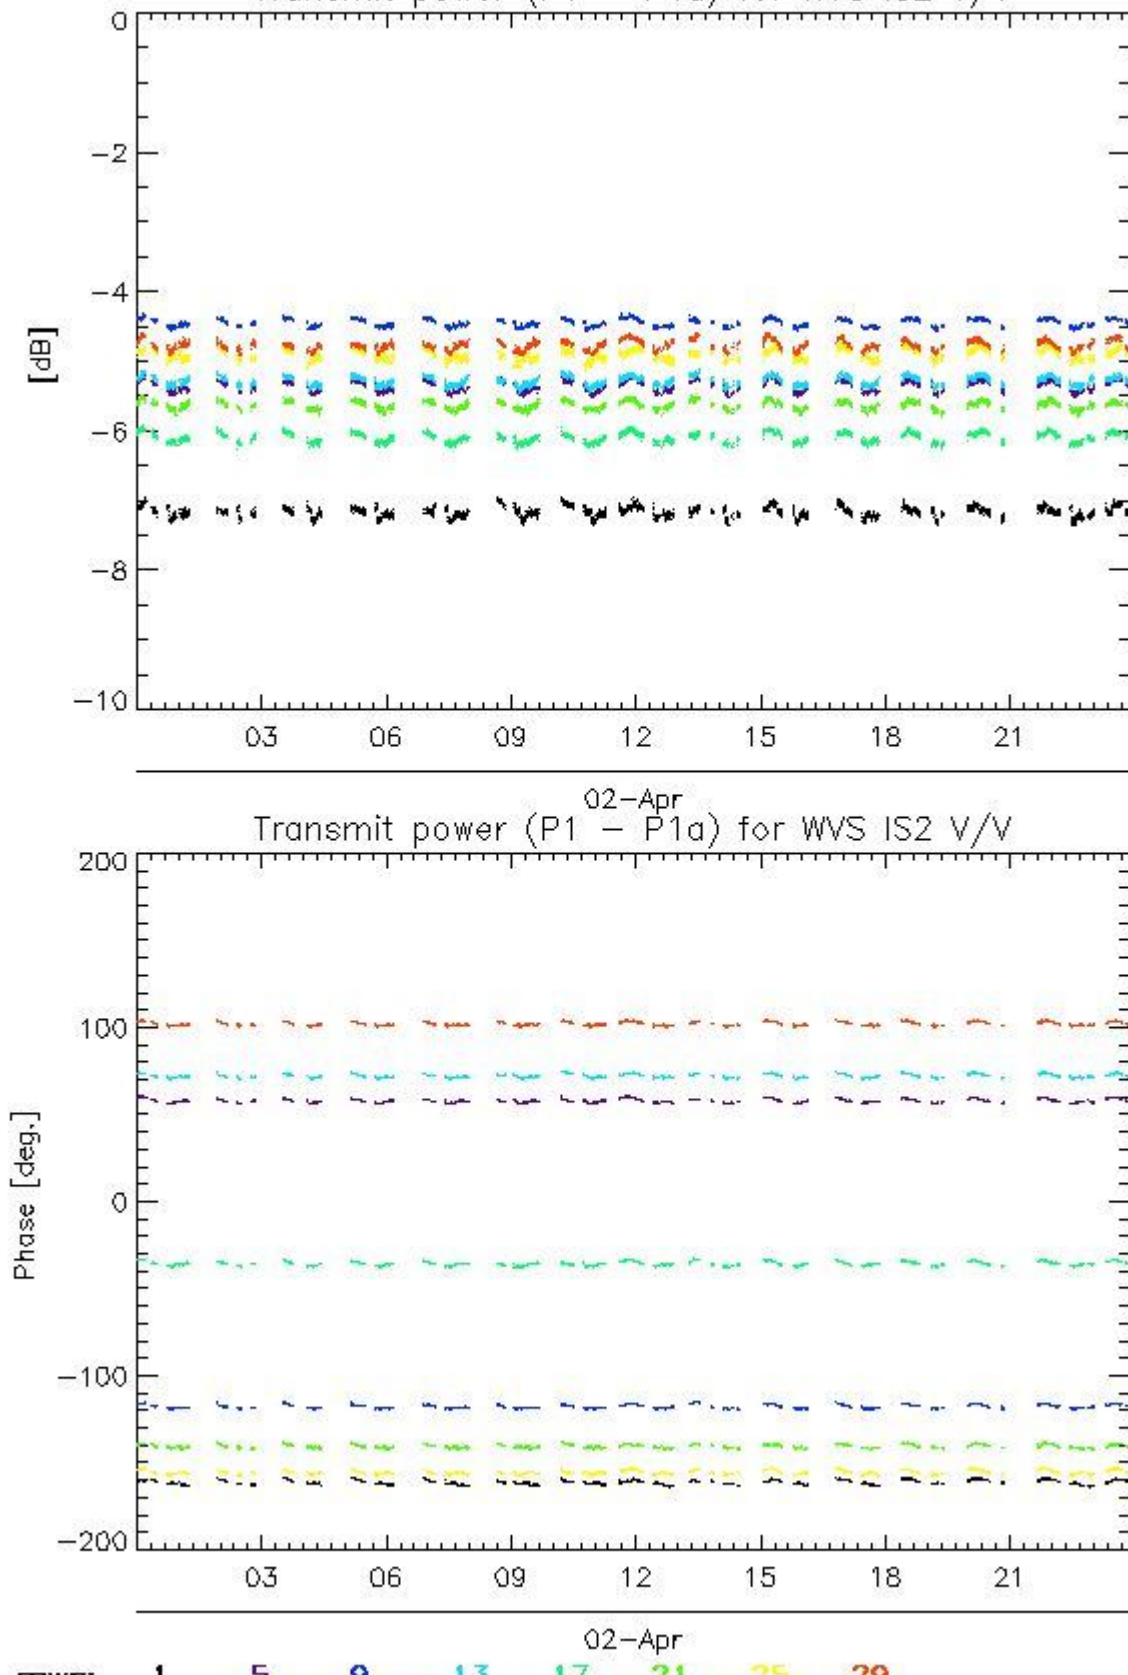 0
−2
−4
[dB]
−6
−8
−10
03 06 09 12 15 18 21
02−Apr
Transmit power (P1 − P1a) for WVS IS2 V/V
200
100
0
Phase [deg.]
−100
−200
03 06 09 12 15 18 21
02−Apr
1 5 9 13 17 21 25 29